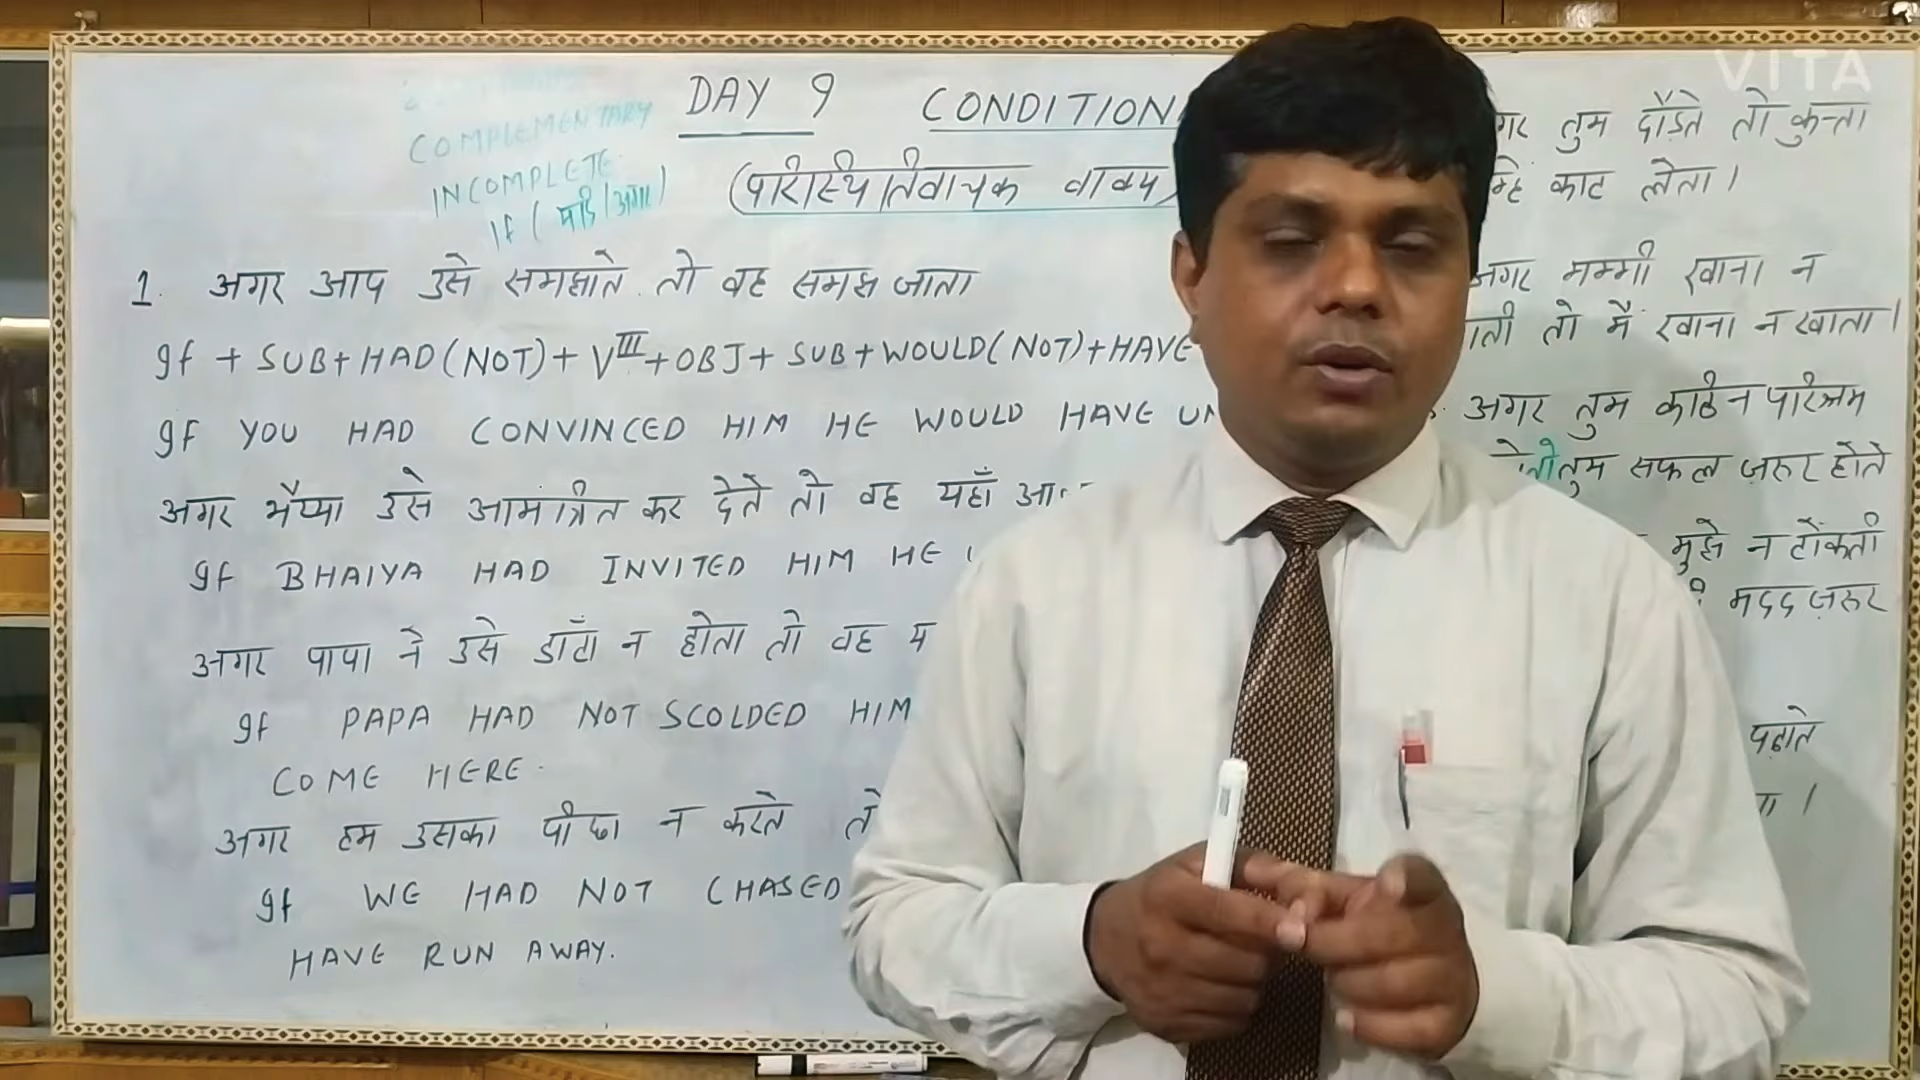 VITA
DAY 9 CONDITION
COMPLEMENTARY
INCOMPLETE
If (यदि/अगर)
(परिस्थितिवाचक वाक्य)
1. अगर आप उसे समझाते तो वह समझ जाता
If + SUB + HAD (NOT) + V III + OBJ + SUB + WOULD (NOT) + HAVE
If YOU HAD CONVINCED HIM HE WOULD HAVE
अगर भैय्या उसे आमंत्रित कर देते तो वह यहाँ
If BHAIYA HAD INVITED HIM HE
अगर पापा ने उसे डाँटा न होता तो वह
If PAPA HAD NOT SCOLDED HIM
COME HERE.
अगर हम उसका पीछा न करते
If WE HAD NOT CHASED
HAVE RUN AWAY.
तुम दौड़ते तो कुत्ता
काट लेता।
अगर मम्मी खाना न
तो मैं खाना न खाता।
अगर तुम कठिन परिश्रम
तो तुम सफल ज़रूर होते
मुझे न टोंकती
मदद ज़रूर
पढ़ाते